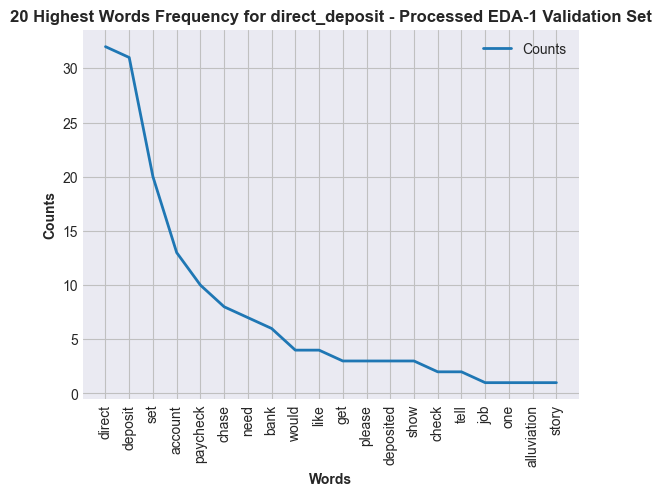 20 Highest Words Frequency for direct_deposit - Processed EDA-1 Validation Set
Counts
30
25
20
15
10
5
0
Counts
direct
deposit
set
account
paycheck
chase
need
bank
would
like
get
please
deposited
show
check
tell
job
one
alluviation
story
Words